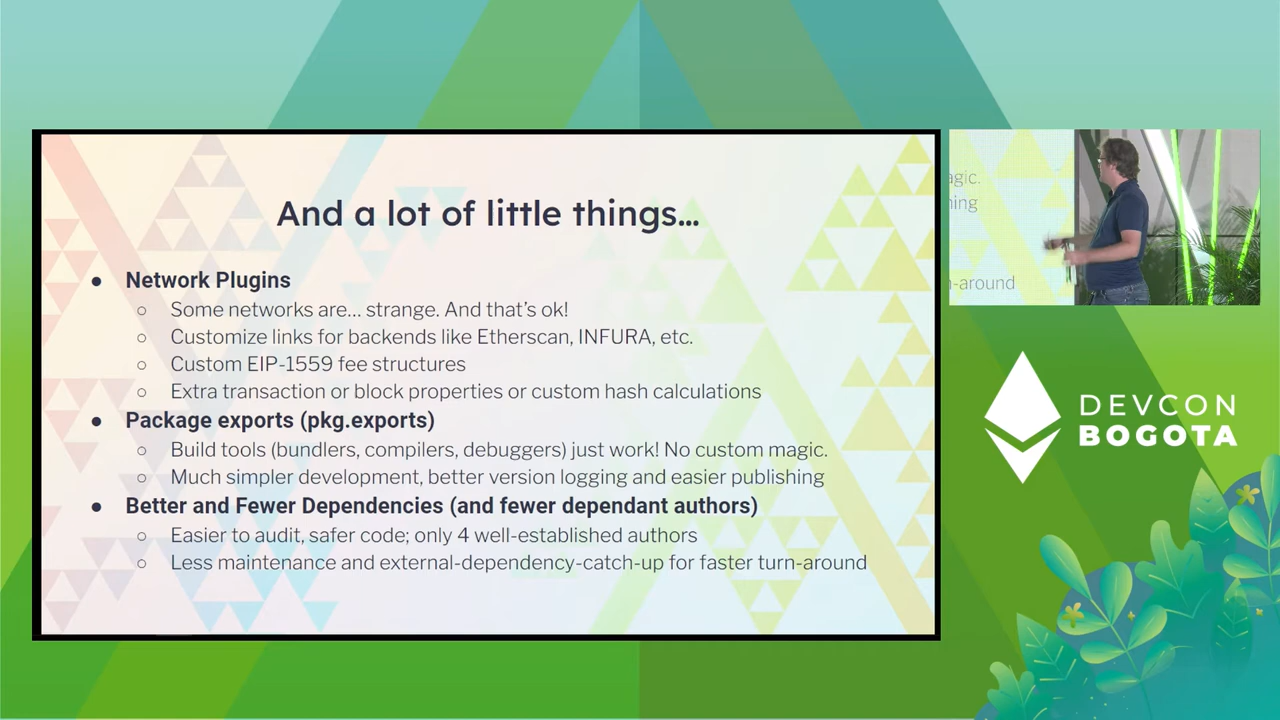 And a lot of little things...
● Network Plugins
○ Some networks are... strange. And that's ok!
○ Customize links for backends like Etherscan, INFURA, etc.
○ Custom EIP-1559 fee structures
○ Extra transaction or block properties or custom hash calculations
● Package exports (pkg.exports)
○ Build tools (bundlers, compilers, debuggers) just work! No custom magic.
○ Much simpler development, better version logging and easier publishing
● Better and Fewer Dependencies (and fewer dependant authors)
○ Easier to audit, safer code; only 4 well-established authors
○ Less maintenance and external-dependency-catch-up for faster turn-around
agic.
hing
n-around
DEVCON
BOGOTA